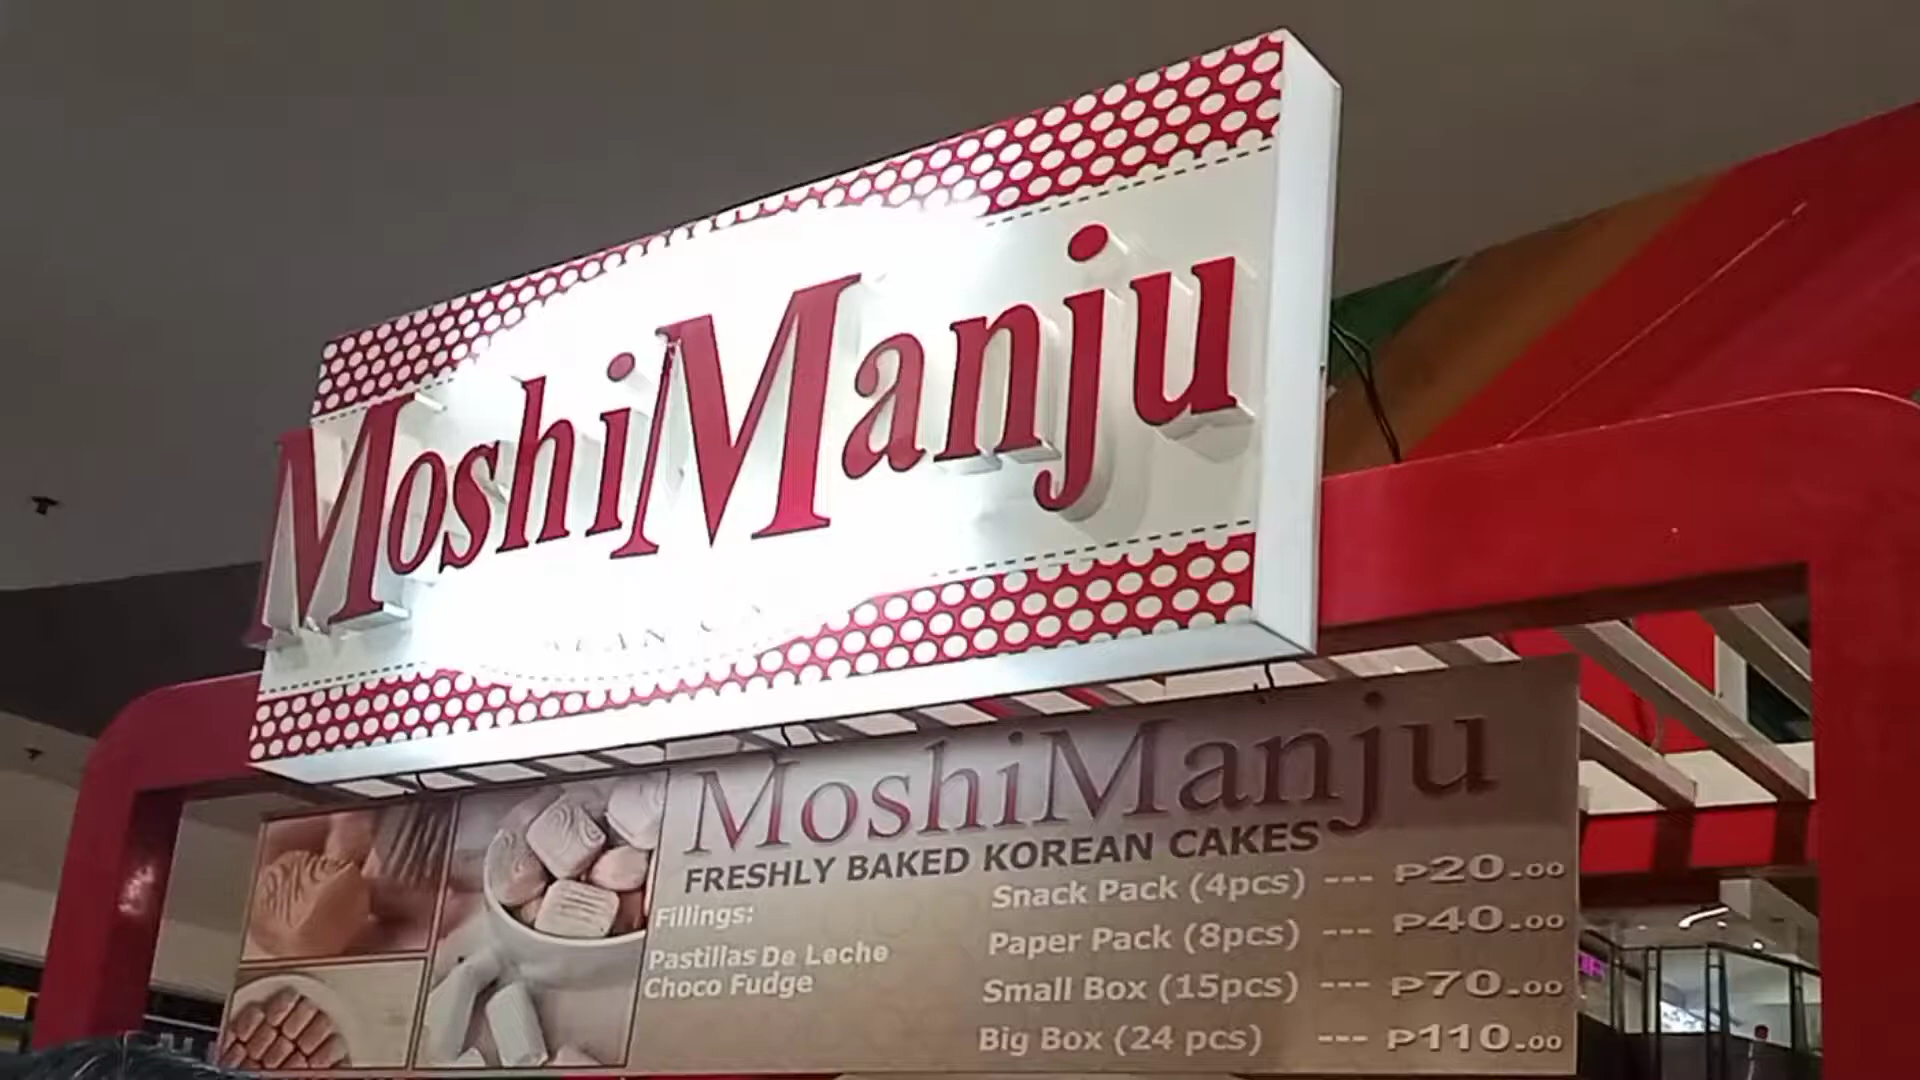 MoshiManju
MoshiManju
FRESHLY BAKED KOREAN CAKES
Fillings:
Pastillas De Leche
Choco Fudge
Snack Pack (4pcs) --- P20.00
Paper Pack (8pcs) --- P40.00
Small Box (15pcs) --- P70.00
Big Box (24 pcs) --- P110.00